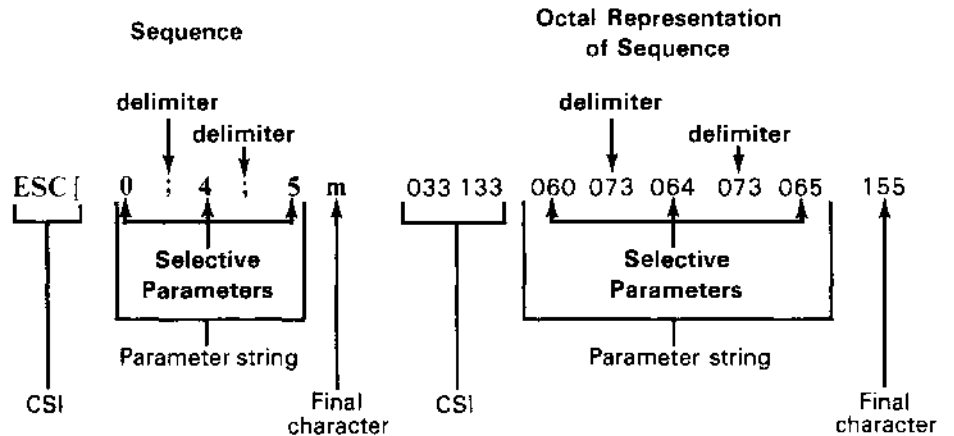 Sequence
Octal Representation
of Sequence
delimiter
delimiter
delimiter
delimiter
ESC [ 0 ; 4 ; 5 m
033 133 060 073 064 073 065 155
Selective
Parameters
Selective
Parameters
Parameter string
Parameter string
CSI
Final
character
CSI
Final
character